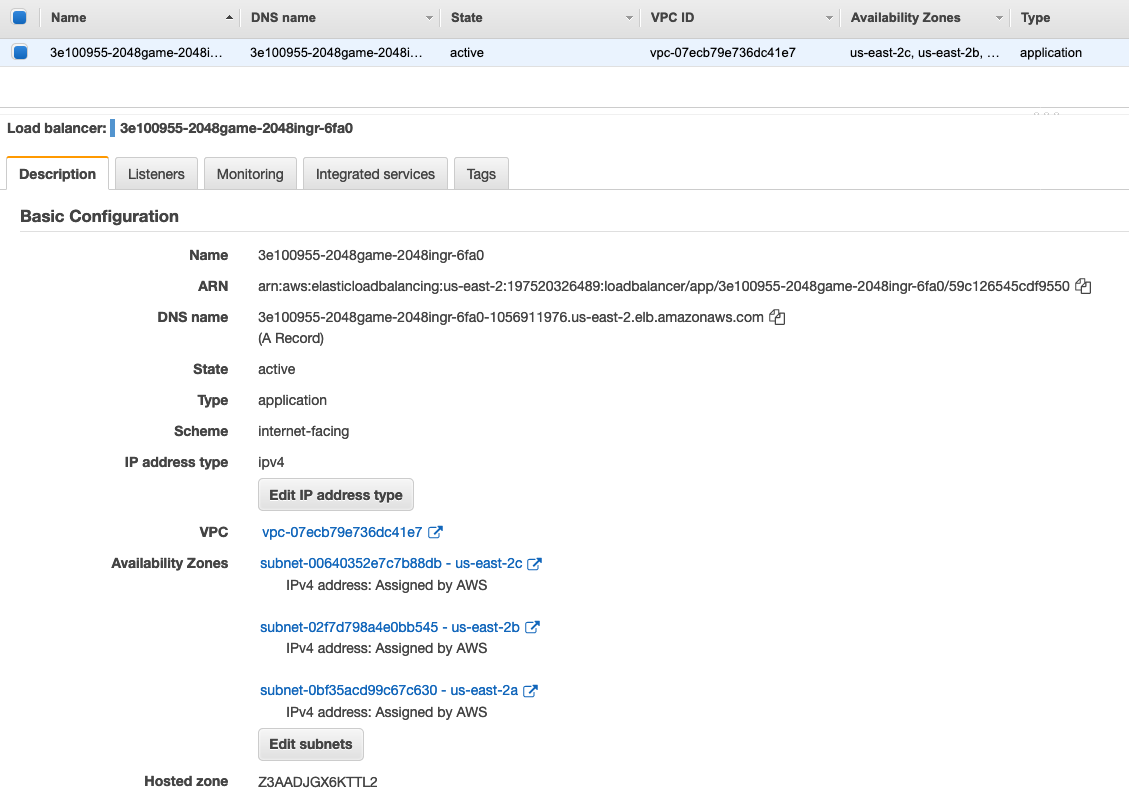 Name DNS name State VPC ID Availability Zones Type
3e100955-2048game-2048i... 3e100955-2048game-2048i... active vpc-07ecb79e736dc41e7 us-east-2c, us-east-2b, ... application
Load balancer: 3e100955-2048game-2048ingr-6fa0
Description Listeners Monitoring Integrated services Tags
Basic Configuration
Name 3e100955-2048game-2048ingr-6fa0
ARN arn:aws:elasticloadbalancing:us-east-2:197520326489:loadbalancer/app/3e100955-2048game-2048ingr-6fa0/59c126545cdf9550
DNS name 3e100955-2048game-2048ingr-6fa0-1056911976.us-east-2.elb.amazonaws.com
(A Record)
State active
Type application
Scheme internet-facing
IP address type ipv4
Edit IP address type
VPC vpc-07ecb79e736dc41e7
Availability Zones subnet-00640352e7c7b88db - us-east-2c
IPv4 address: Assigned by AWS
subnet-02f7d798a4e0bb545 - us-east-2b
IPv4 address: Assigned by AWS
subnet-0bf35acd99c67c630 - us-east-2a
IPv4 address: Assigned by AWS
Edit subnets
Hosted zone Z3AADJGX6KTTL2